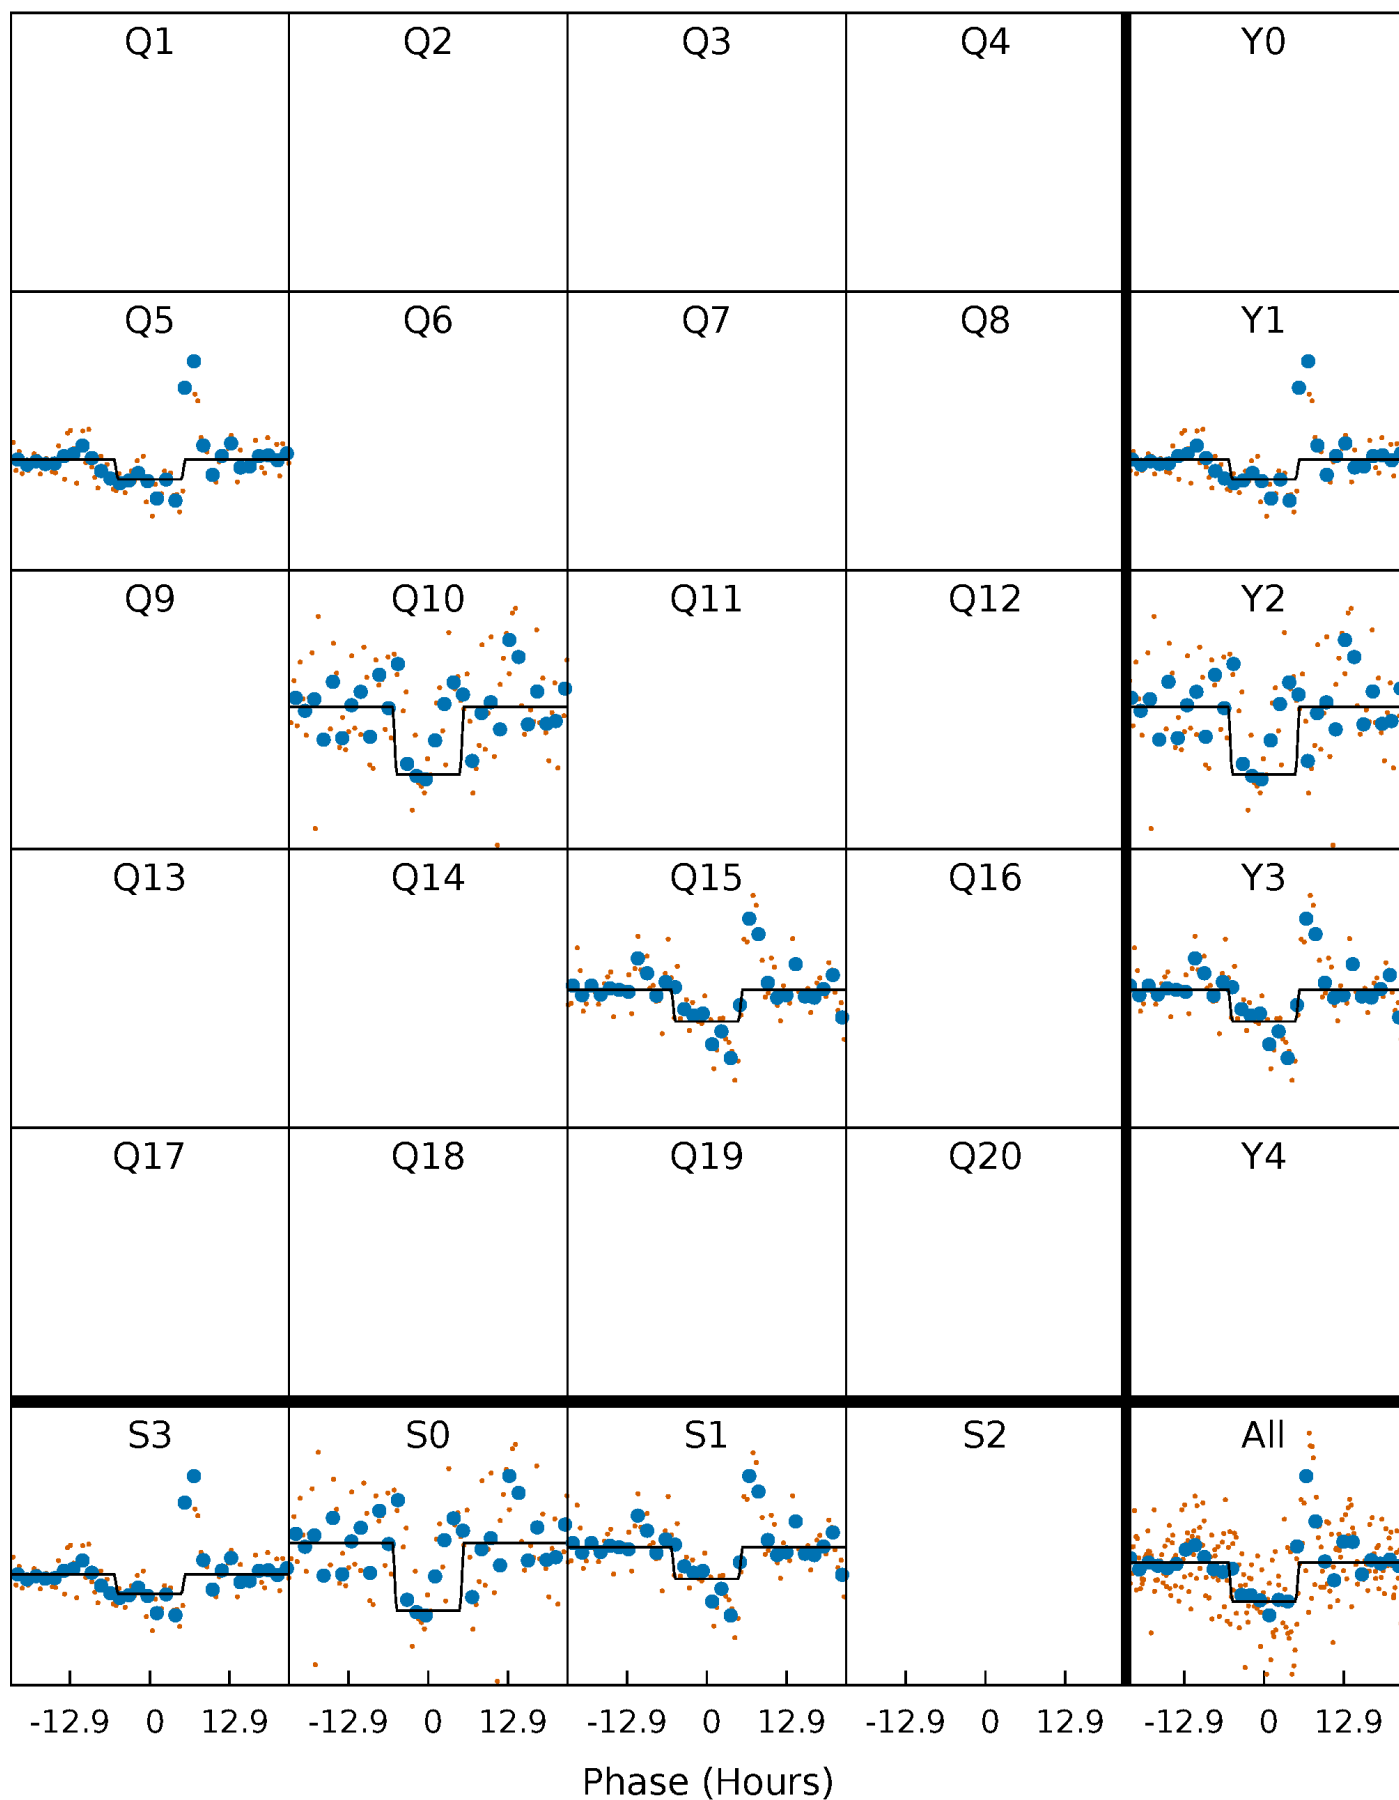 Q1 Q2 Q3 Q4 Y0
Q5 Q6 Q7 Q8 Y1
Q9 Q10 Q11 Q12 Y2
Q13 Q14 Q15 Q16 Y3
Q17 Q18 Q19 Q20 Y4
S3 S0 S1 S2 All
-12.9 0 12.9 -12.9 0 12.9 -12.9 0 12.9 -12.9 0 12.9 -12.9 0 12.9
Phase (Hours)